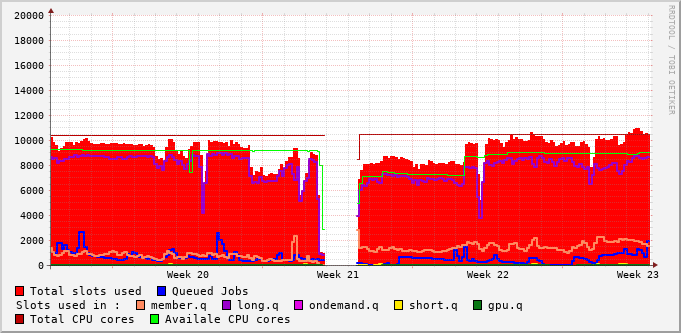 20000
18000
16000
14000
12000
10000
8000
6000
4000
2000
0
Week 20 Week 21 Week 22 Week 23
RRDTOOL / TOBI OETIKER
Total slots used Queued Jobs
Slots used in : member.q long.q ondemand.q short.q gpu.q
Total CPU cores Availale CPU cores